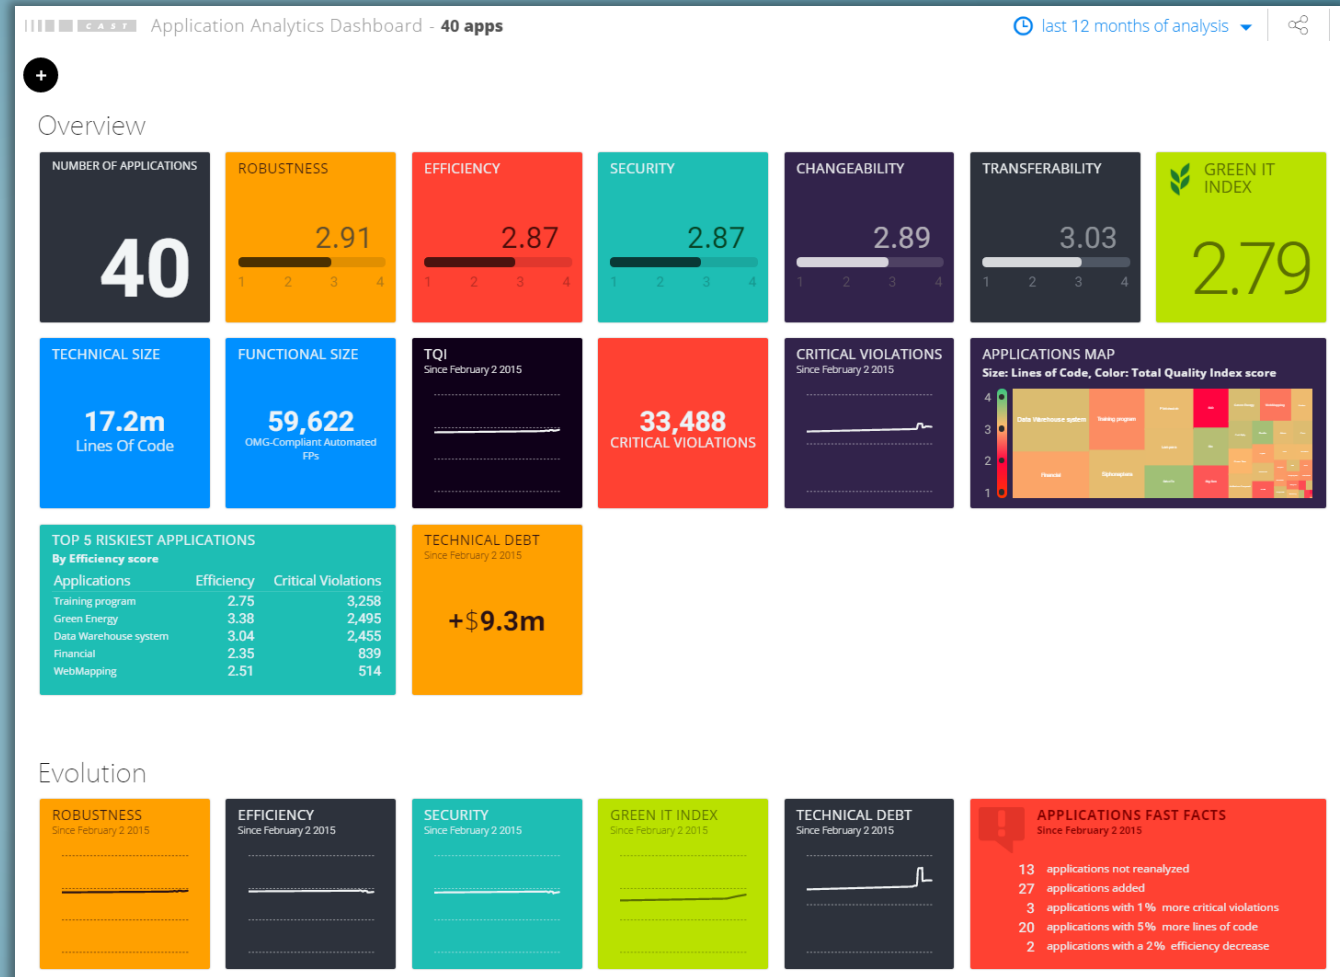 CAST Application Analytics Dashboard - 40 apps
last 12 months of analysis
+
Overview
NUMBER OF APPLICATIONS
40
ROBUSTNESS
2.91
1 2 3 4
EFFICIENCY
2.87
1 2 3 4
SECURITY
2.87
1 2 3 4
CHANGEABILITY
2.89
1 2 3 4
TRANSFERABILITY
3.03
1 2 3 4
GREEN IT
INDEX
2.79
TECHNICAL SIZE
17.2m
Lines Of Code
FUNCTIONAL SIZE
59,622
OMG-Compliant Automated
FPs
TQI
Since February 2 2015
33,488
CRITICAL VIOLATIONS
CRITICAL VIOLATIONS
Since February 2 2015
APPLICATIONS MAP
Size: Lines of Code, Color: Total Quality Index score
4
3
2
1
Data Warehouse system
Training program
Financial
TOP 5 RISKIEST APPLICATIONS
By Efficiency score
Applications Efficiency Critical Violations
Training program 2.75 3,258
Green Energy 3.38 2,495
Data Warehouse system 3.04 2,455
Financial 2.35 839
WebMapping 2.51 514
TECHNICAL DEBT
Since February 2 2015
+$9.3m
Evolution
ROBUSTNESS
Since February 2 2015
EFFICIENCY
Since February 2 2015
SECURITY
Since February 2 2015
GREEN IT INDEX
Since February 2 2015
TECHNICAL DEBT
Since February 2 2015
APPLICATIONS FAST FACTS
Since February 2 2015
13 applications not reanalyzed
27 applications added
3 applications with 1% more critical violations
20 applications with 5% more lines of code
2 applications with a 2% efficiency decrease